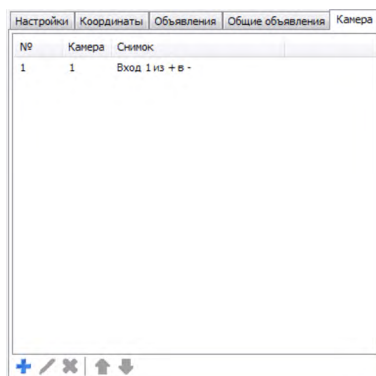 Настройки Координаты Объявления Общие объявления Камера
№ Камера Снимок
1 1 Вход 1 из + в -